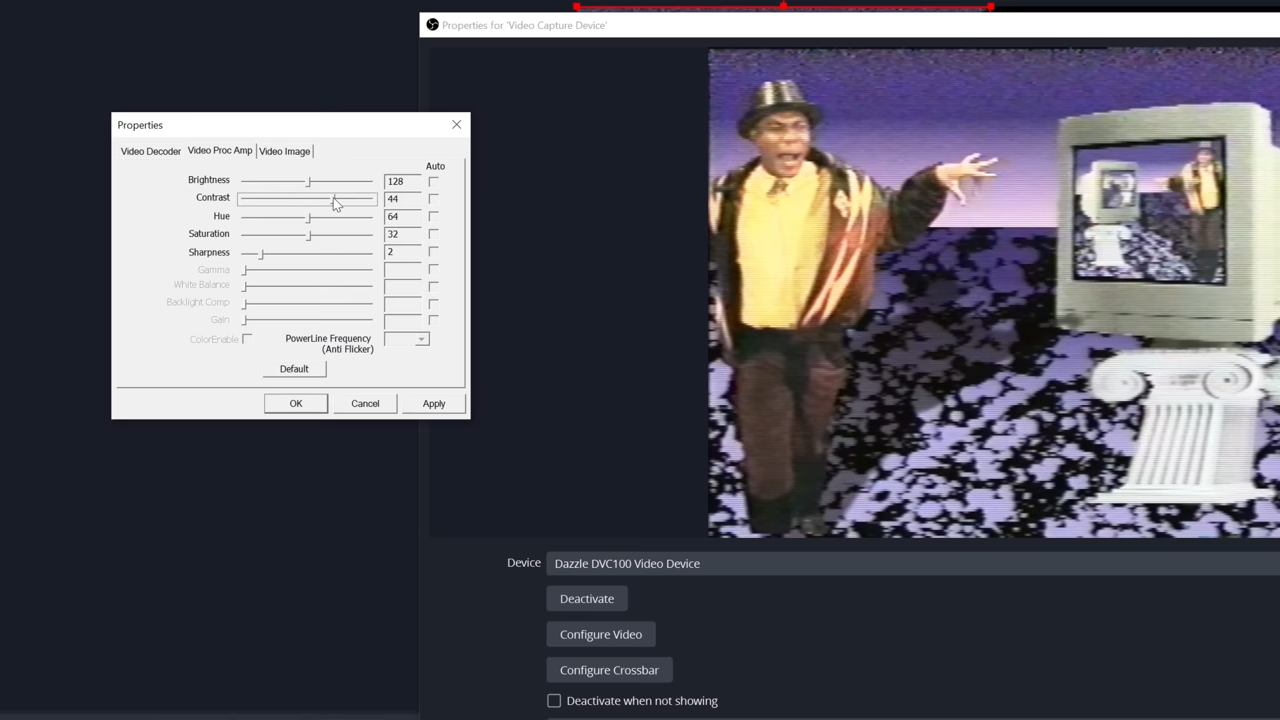 Properties for 'Video Capture Device'
Properties
Video Decoder Video Proc Amp Video Image
Auto
Brightness 128
Contrast 44
Hue 64
Saturation 32
Sharpness 2
Gamma
White Balance
Backlight Comp
Gain
ColorEnable PowerLine Frequency
(Anti Flicker)
Default
OK Cancel Apply
Device Dazzle DVC100 Video Device
Deactivate
Configure Video
Configure Crossbar
Deactivate when not showing